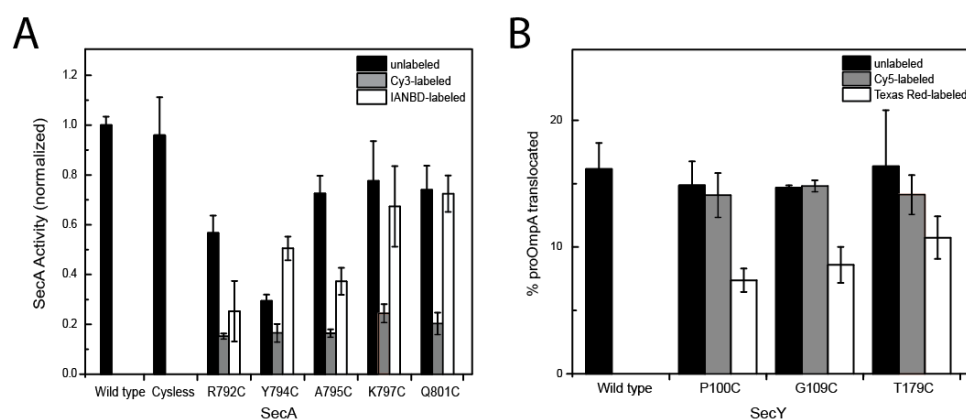 A
unlabeled
Cy3-labeled
IANBD-labeled
SecA Activity (normalized)
1.2
1.0
0.8
0.6
0.4
0.2
0.0
Wild type Cysless R792C Y794C A795C K797C Q801C
SecA
B
unlabeled
Cy5-labeled
Texas Red-labeled
% proOmpA translocated
20
10
0
Wild type P100C G109C T179C
SecY